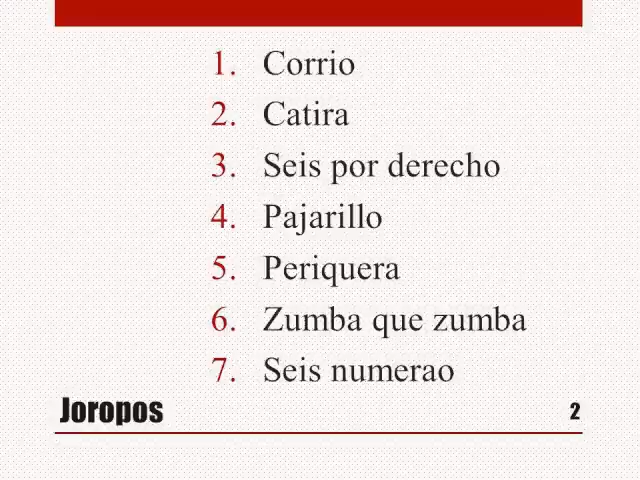 1. Corrio
2. Catira
3. Seis por derecho
4. Pajarillo
5. Periquera
6. Zumba que zumba
7. Seis numerao
Joropos
2